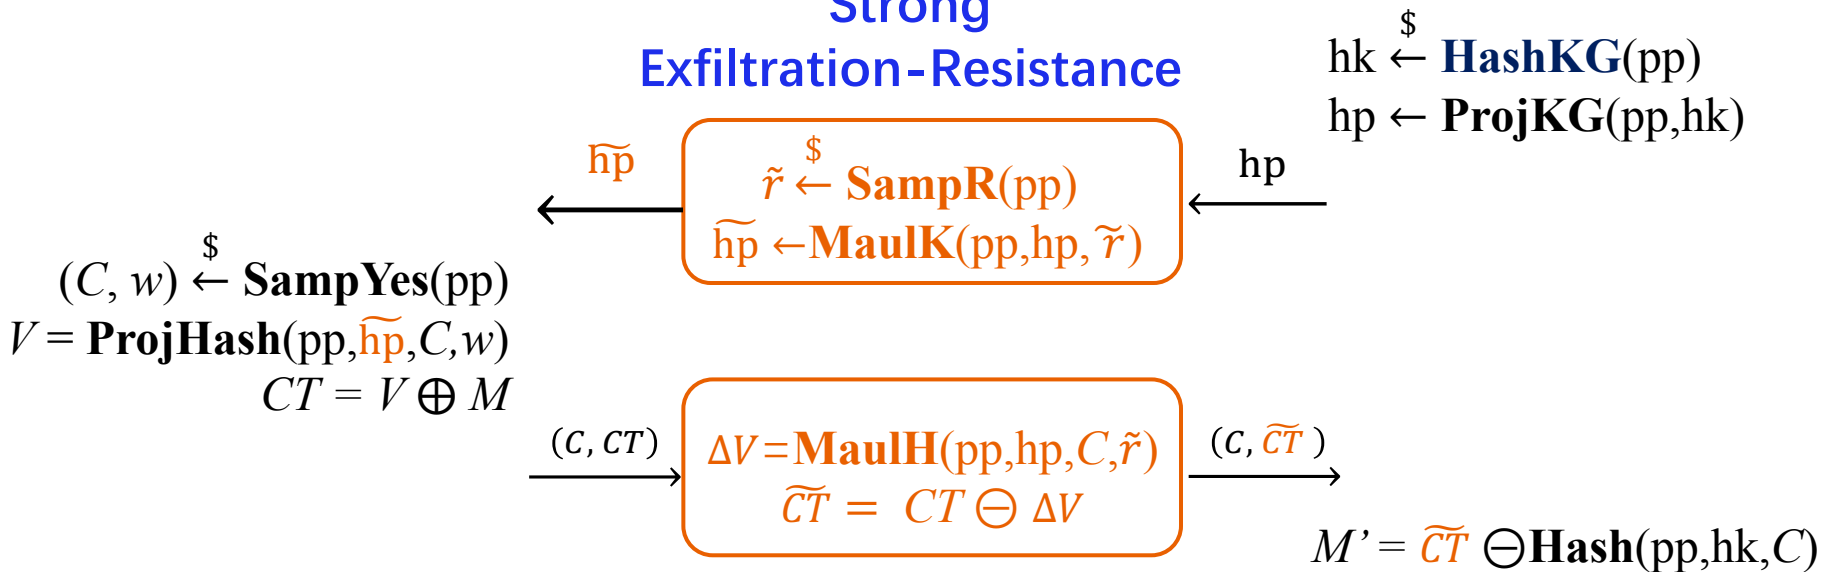 Strong
Exfiltration-Resistance
hk ←$ HashKG(pp)
hp ← ProjKG(pp,hk)
h͠p
r̃ ←$ SampR(pp)
h͠p ←MaulK(pp,hp, r̃)
hp
(C, w) ←$ SampYes(pp)
V = ProjHash(pp,h͠p,C,w)
CT = V ⊕ M
(C, CT)
ΔV=MaulH(pp,hp,C,r̃)
C͠T = CT ⊖ ΔV
(C, C͠T )
M’ = C͠T ⊖Hash(pp,hk,C)